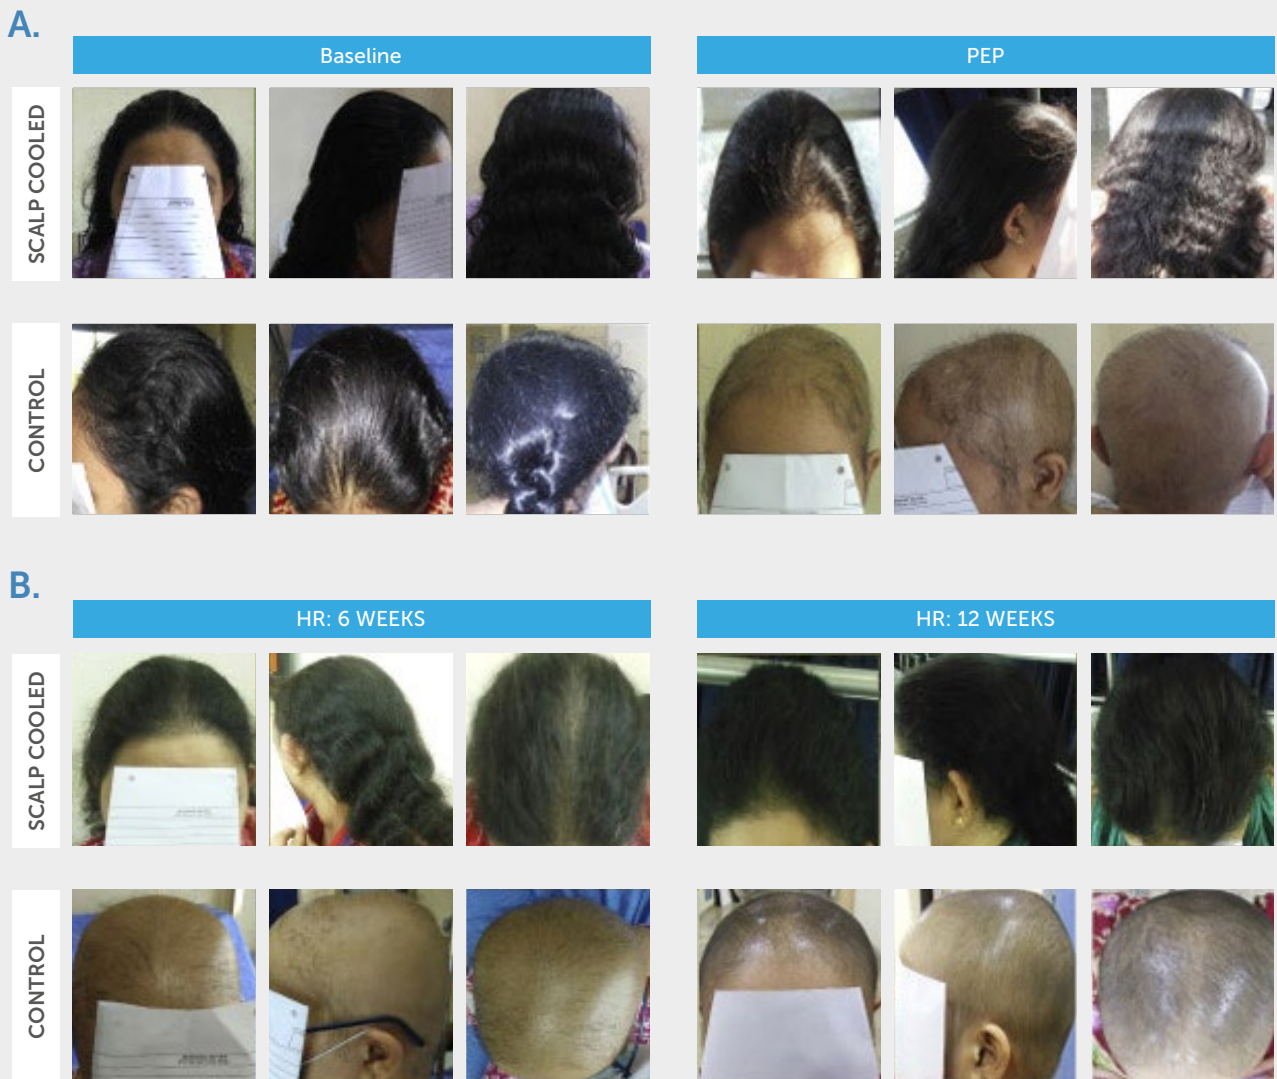 A.
Baseline
PEP
SCALP COOLED
CONTROL
B.
HR: 6 WEEKS
HR: 12 WEEKS
SCALP COOLED
CONTROL